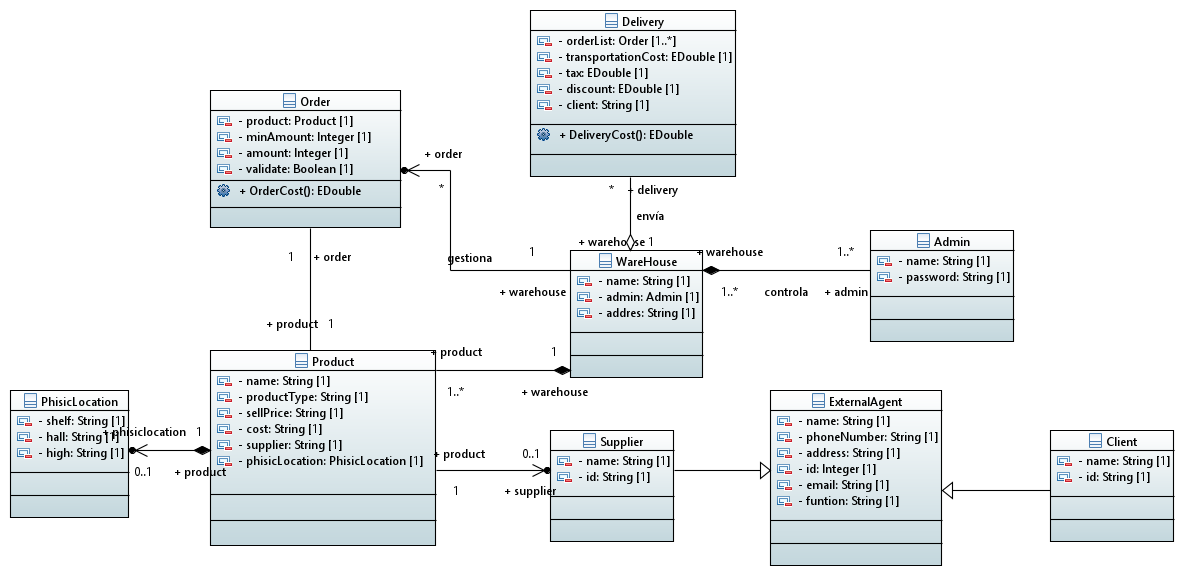 Delivery
- orderList: Order [1..*]
- transportationCost: EDouble [1]
- tax: EDouble [1]
- discount: EDouble [1]
- client: String [1]
+ DeliveryCost(): EDouble
Order
- product: Product [1]
- minAmount: Integer [1]
- amount: Integer [1]
- validate: Boolean [1]
+ OrderCost(): EDouble
+ order
*
* + delivery
envía
+ warehouse 1
1 + order
gestiona
1
+ warehouse
WareHouse
- name: String [1]
- admin: Admin [1]
- addres: String [1]
+ warehouse
1..*
1..*
controla
+ admin
Admin
- name: String [1]
- password: String [1]
+ product 1
Product
- name: String [1]
- productType: String [1]
- sellPrice: String [1]
- cost: String [1]
- supplier: String [1]
- phisicLocation: PhisicLocation [1]
+ product
1
1..*
+ warehouse
PhisicLocation
- shelf: String [1]
- hall: String [1]
- high: String [1]
+ phisiclocation
1
0..1
+ product
+ product
0..1
1
+ supplier
Supplier
- name: String [1]
- id: String [1]
ExternalAgent
- name: String [1]
- phoneNumber: String [1]
- address: String [1]
- id: Integer [1]
- email: String [1]
- funtion: String [1]
Client
- name: String [1]
- id: String [1]